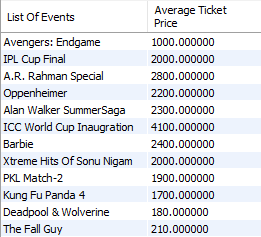 List Of Events Average Ticket Price
Avengers: Endgame 1000.000000
IPL Cup Final 2000.000000
A.R. Rahman Special 2800.000000
Oppenheimer 2200.000000
Alan Walker SummerSaga 2300.000000
ICC World Cup Inaugration 4100.000000
Barbie 2400.000000
Xtreme Hits Of Sonu Nigam 2000.000000
PKL Match-2 1900.000000
Kung Fu Panda 4 1700.000000
Deadpool & Wolverine 180.000000
The Fall Guy 210.000000